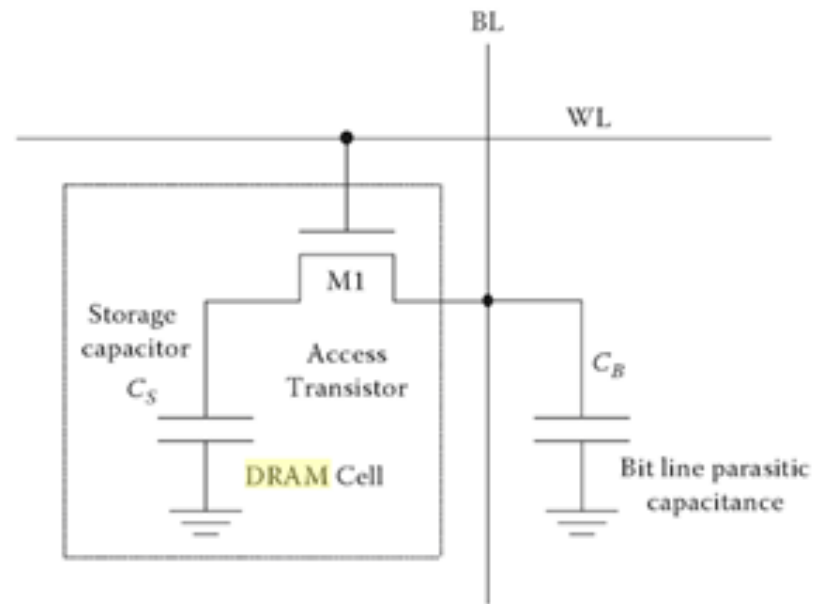 BL
WL
M1
Storage
capacitor
C_S
Access
Transistor
DRAM Cell
C_B
Bit line parasitic
capacitance